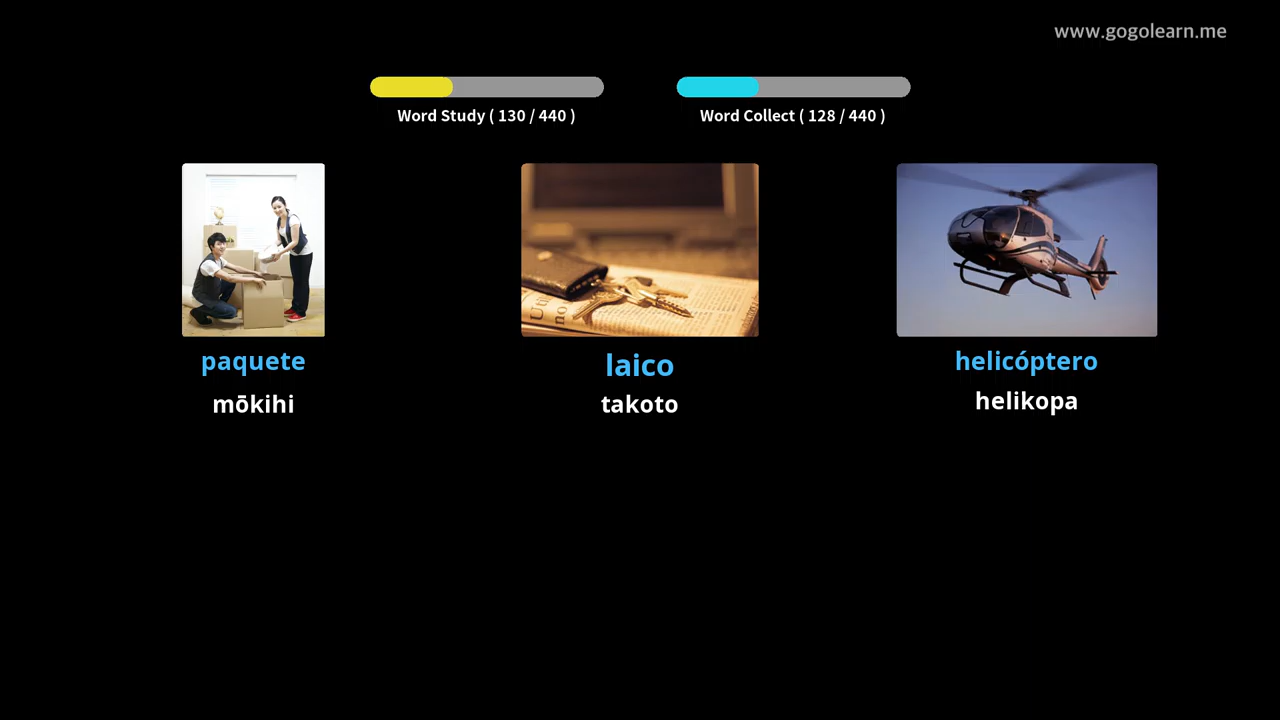 www.gogolearn.me
Word Study ( 130 / 440 )
Word Collect ( 128 / 440 )
paquete
laico
helicóptero
mōkihi
takoto
helikopa